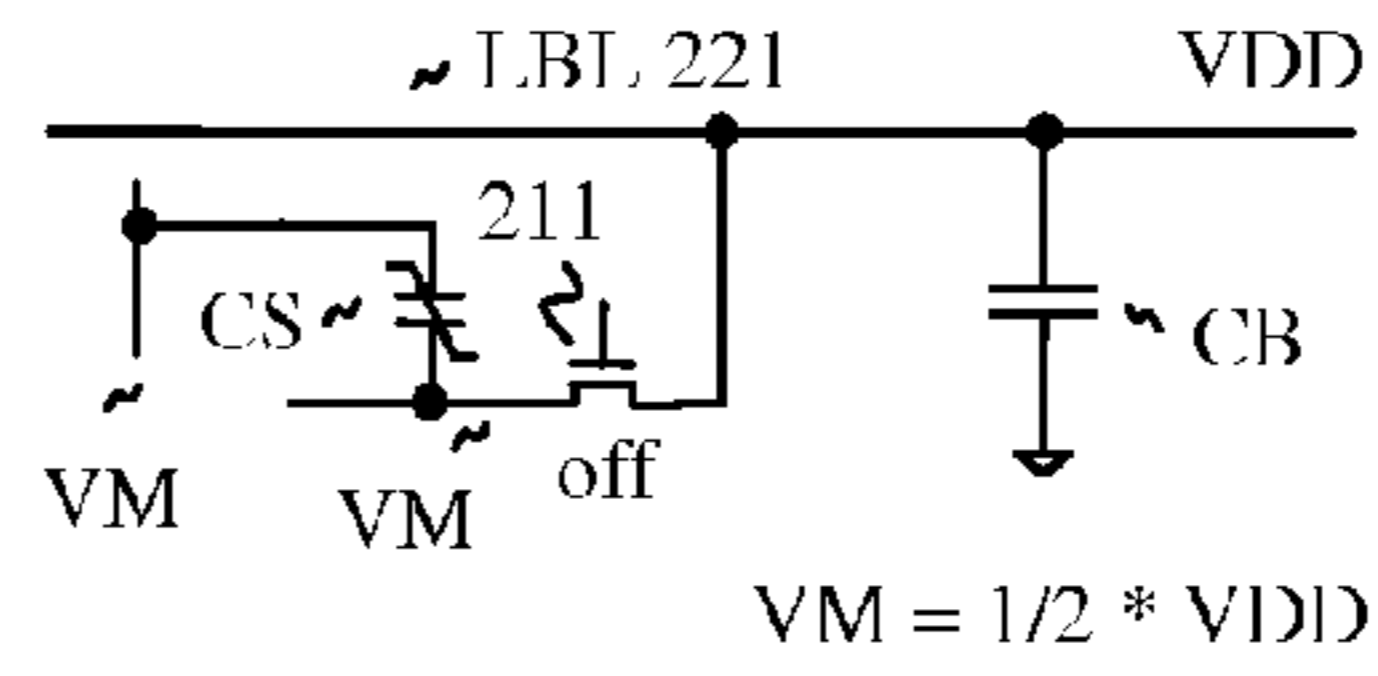 LBL 221
VDD
211
CS
CB
off
VM
VM
VM = 1/2 * VDD